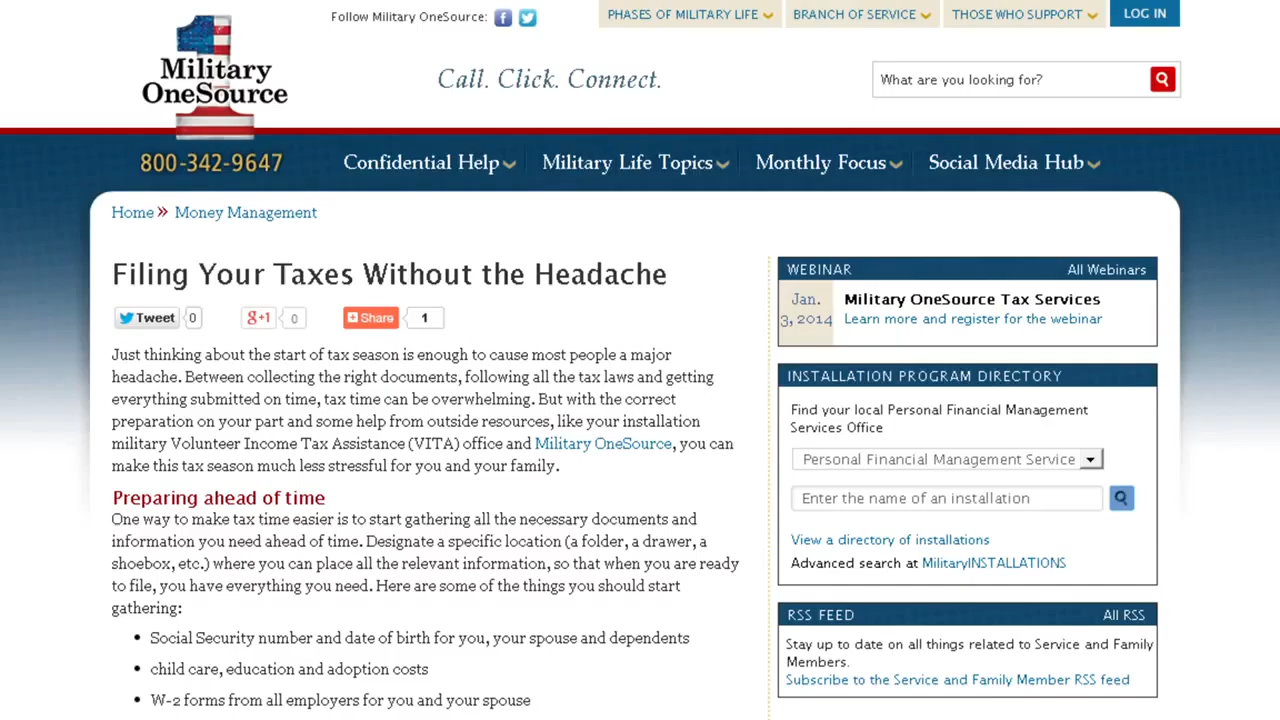 Follow Military OneSource:
PHASES OF MILITARY LIFE
BRANCH OF SERVICE
THOSE WHO SUPPORT
LOG IN
Military
OneSource
Call. Click. Connect.
What are you looking for?
800-342-9647
Confidential Help
Military Life Topics
Monthly Focus
Social Media Hub
Home » Money Management
Filing Your Taxes Without the Headache
Tweet 0
g+1 0
Share 1
Just thinking about the start of tax season is enough to cause most people a major
headache. Between collecting the right documents, following all the tax laws and getting
everything submitted on time, tax time can be overwhelming. But with the correct
preparation on your part and some help from outside resources, like your installation
military Volunteer Income Tax Assistance (VITA) office and Military OneSource, you can
make this tax season much less stressful for you and your family.
Preparing ahead of time
One way to make tax time easier is to start gathering all the necessary documents and
information you need ahead of time. Designate a specific location (a folder, a drawer, a
shoebox, etc.) where you can place all the relevant information, so that when you are ready
to file, you have everything you need. Here are some of the things you should start
gathering:
• Social Security number and date of birth for you, your spouse and dependents
• child care, education and adoption costs
• W-2 forms from all employers for you and your spouse
WEBINAR
All Webinars
Jan.
3, 2014
Military OneSource Tax Services
Learn more and register for the webinar
INSTALLATION PROGRAM DIRECTORY
Find your local Personal Financial Management
Services Office
Personal Financial Management Service
Enter the name of an installation
View a directory of installations
Advanced search at MilitaryINSTALLATIONS
RSS FEED
All RSS
Stay up to date on all things related to Service and Family
Members.
Subscribe to the Service and Family Member RSS feed